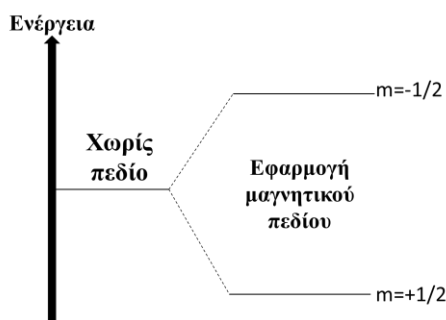 Ενέργεια
m=-1/2
Χωρίς
πεδίο
Εφαρμογή
μαγνητικού
πεδίου
m=+1/2